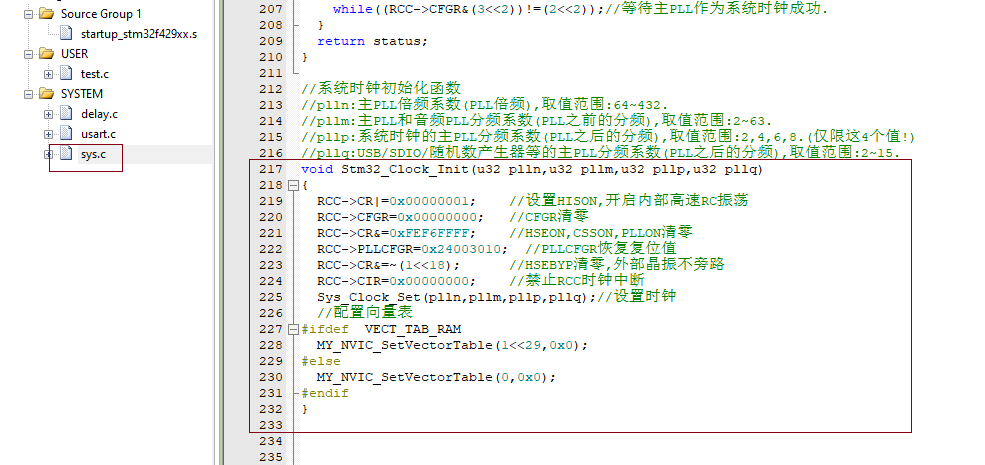 Source Group 1
startup_stm32f429xx.s
USER
test.c
SYSTEM
delay.c
usart.c
sys.c
207 while((RCC->CFGR&(3<<2))!=(2<<2));//等待主PLL作为系统时钟成功.
208 }
209 return status;
210 }
211
212 //系统时钟初始化函数
213 //plln:主PLL倍频系数(PLL倍频),取值范围:64~432.
214 //pllm:主PLL和音频PLL分频系数(PLL之前的分频),取值范围:2~63.
215 //pllp:系统时钟的主PLL分频系数(PLL之后的分频),取值范围:2,4,6,8.(仅限这4个值!)
216 //pllq:USB/SDIO/随机数产生器等的主PLL分频系数(PLL之后的分频),取值范围:2~15.
217 void Stm32_Clock_Init(u32 plln,u32 pllm,u32 pllp,u32 pllq)
218 {
219 RCC->CR|=0x00000001; //设置HISON,开启内部高速RC振荡
220 RCC->CFGR=0x00000000; //CFGR清零
221 RCC->CR&=0xFEF6FFFF; //HSEON,CSSON,PLLON清零
222 RCC->PLLCFGR=0x24003010; //PLLCFGR恢复复位值
223 RCC->CR&=~(1<<18); //HSEBYP清零,外部晶振不旁路
224 RCC->CIR=0x00000000; //禁止RCC时钟中断
225 Sys_Clock_Set(plln,pllm,pllp,pllq);//设置时钟
226 //配置向量表
227 #ifdef VECT_TAB_RAM
228 MY_NVIC_SetVectorTable(1<<29,0x0);
229 #else
230 MY_NVIC_SetVectorTable(0,0x0);
231 #endif
232 }
233
234
235